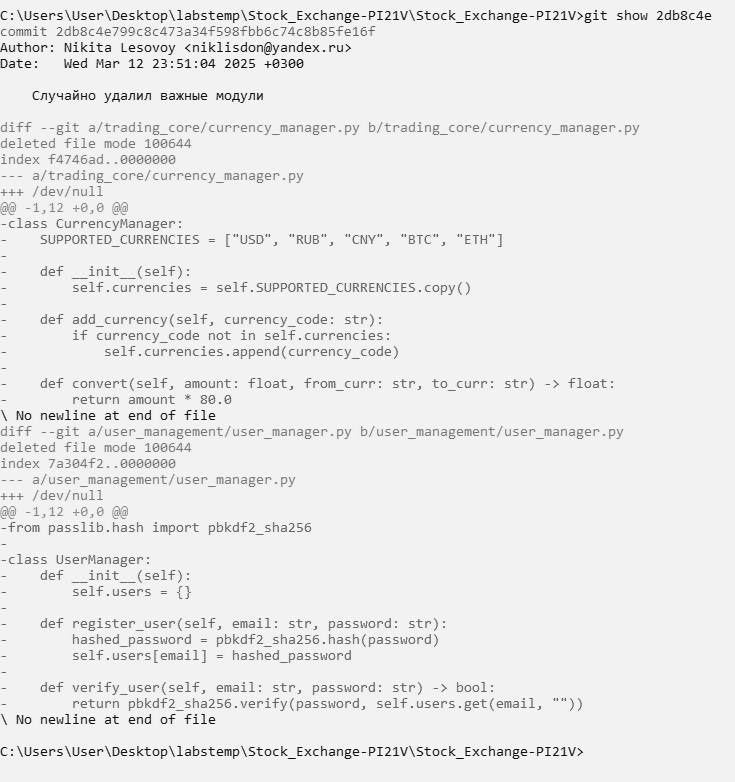 C:\Users\User\Desktop\labstemp\Stock_Exchange-PI21V\Stock_Exchange-PI21V>git show 2db8c4e
commit 2db8c4e799c8c473a34f598fbb6c74c8b85fe16f
Author: Nikita Lesovoy <niklisdon@yandex.ru>
Date:   Wed Mar 12 23:51:04 2025 +0300

    Случайно удалил важные модули

diff --git a/trading_core/currency_manager.py b/trading_core/currency_manager.py
deleted file mode 100644
index f4746ad..0000000
--- a/trading_core/currency_manager.py
+++ /dev/null
@@ -1,12 +0,0 @@
-class CurrencyManager:
-    SUPPORTED_CURRENCIES = ["USD", "RUB", "CNY", "BTC", "ETH"]
-
-    def __init__(self):
-        self.currencies = self.SUPPORTED_CURRENCIES.copy()
-
-    def add_currency(self, currency_code: str):
-        if currency_code not in self.currencies:
-            self.currencies.append(currency_code)
-
-    def convert(self, amount: float, from_curr: str, to_curr: str) -> float:
-        return amount * 80.0
\ No newline at end of file
diff --git a/user_management/user_manager.py b/user_management/user_manager.py
deleted file mode 100644
index 7a304f2..0000000
--- a/user_management/user_manager.py
+++ /dev/null
@@ -1,12 +0,0 @@
-from passlib.hash import pbkdf2_sha256
-
-class UserManager:
-    def __init__(self):
-        self.users = {}
-
-    def register_user(self, email: str, password: str):
-        hashed_password = pbkdf2_sha256.hash(password)
-        self.users[email] = hashed_password
-
-    def verify_user(self, email: str, password: str) -> bool:
-        return pbkdf2_sha256.verify(password, self.users.get(email, ""))
\ No newline at end of file

C:\Users\User\Desktop\labstemp\Stock_Exchange-PI21V\Stock_Exchange-PI21V>